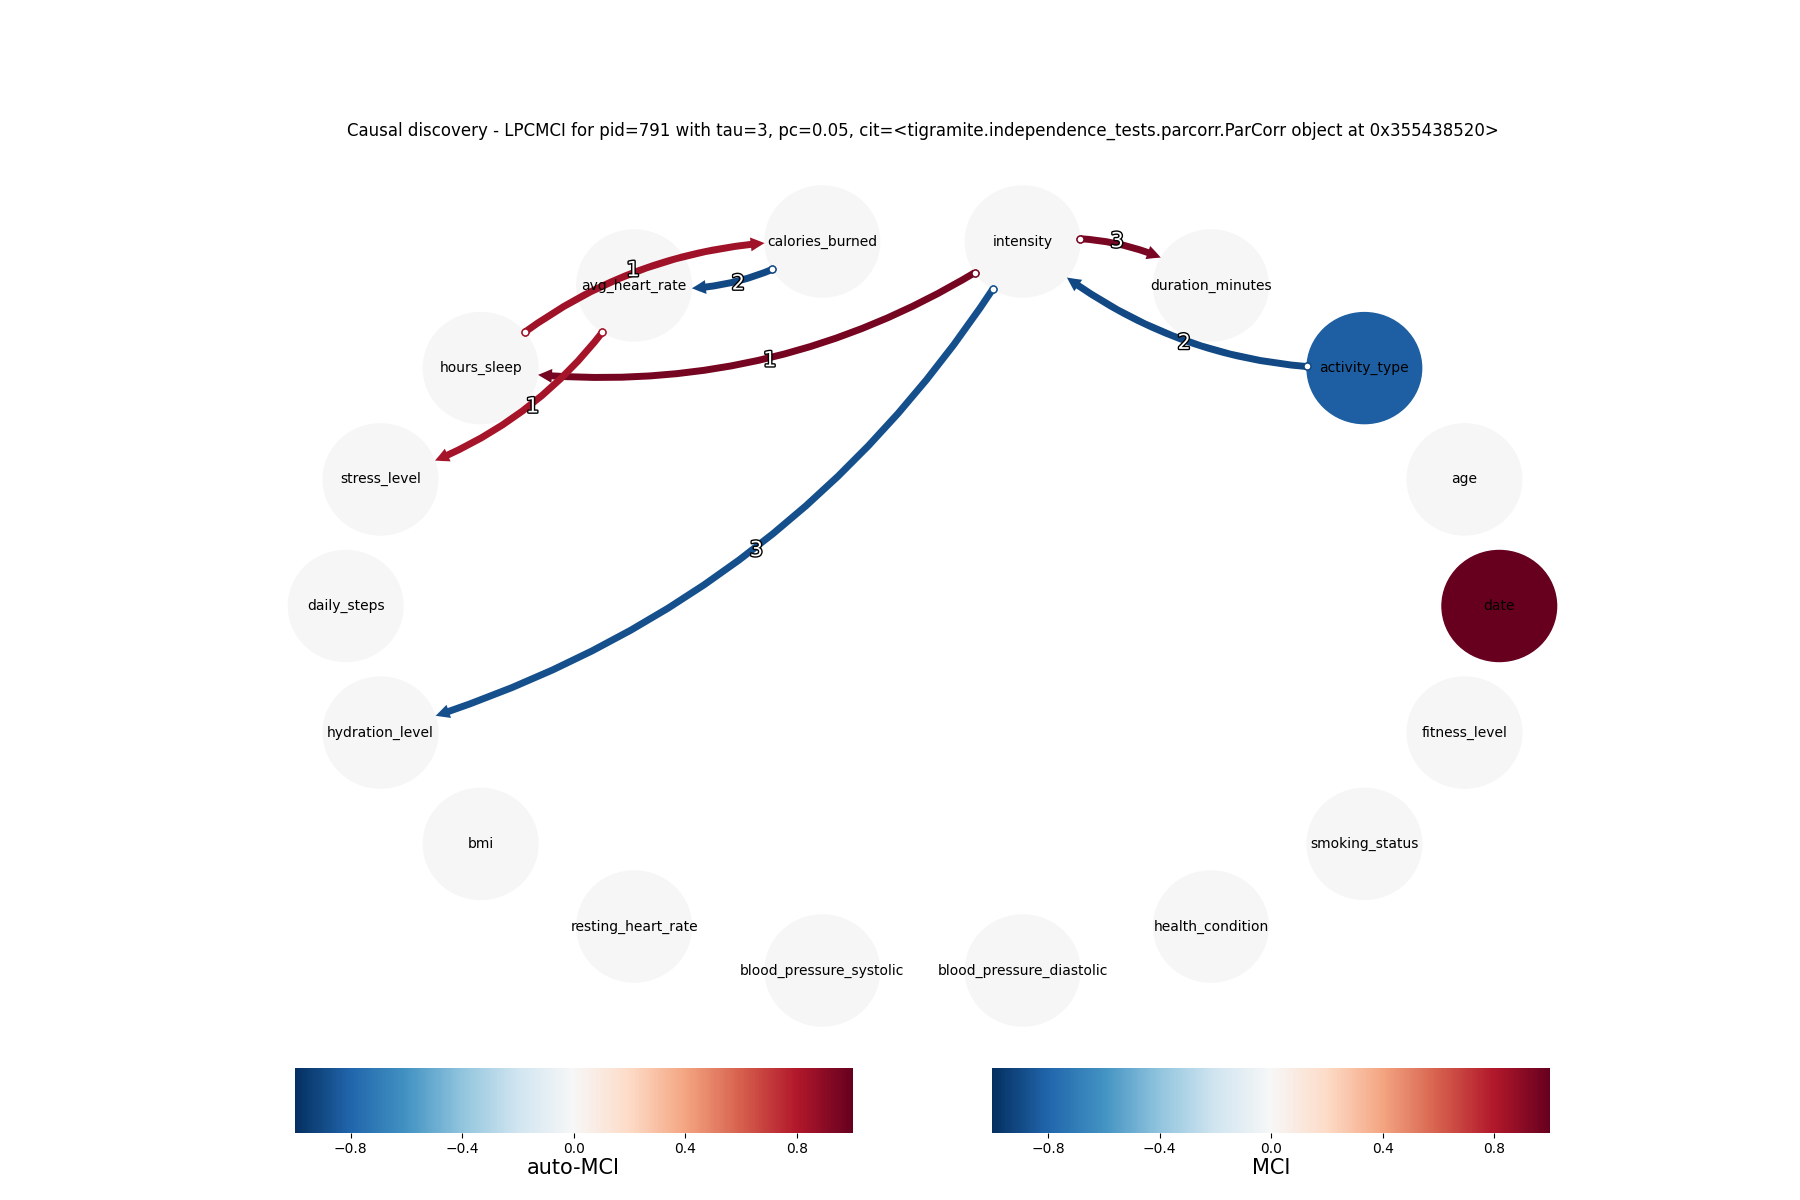 Causal discovery - LPCMCI for pid=791 with tau=3, pc=0.05, cit=<tigramite.independence_tests.parcorr.ParCorr object at 0x355438520>
calories_burned
intensity
3
1
avg_heart_rate
2
duration_minutes
2
1
hours_sleep
activity_type
1
stress_level
age
3
daily_steps
date
hydration_level
fitness_level
bmi
smoking_status
resting_heart_rate
health_condition
blood_pressure_systolic
blood_pressure_diastolic
−0.8 −0.4 0.0 0.4 0.8
auto-MCI
−0.8 −0.4 0.0 0.4 0.8
MCI